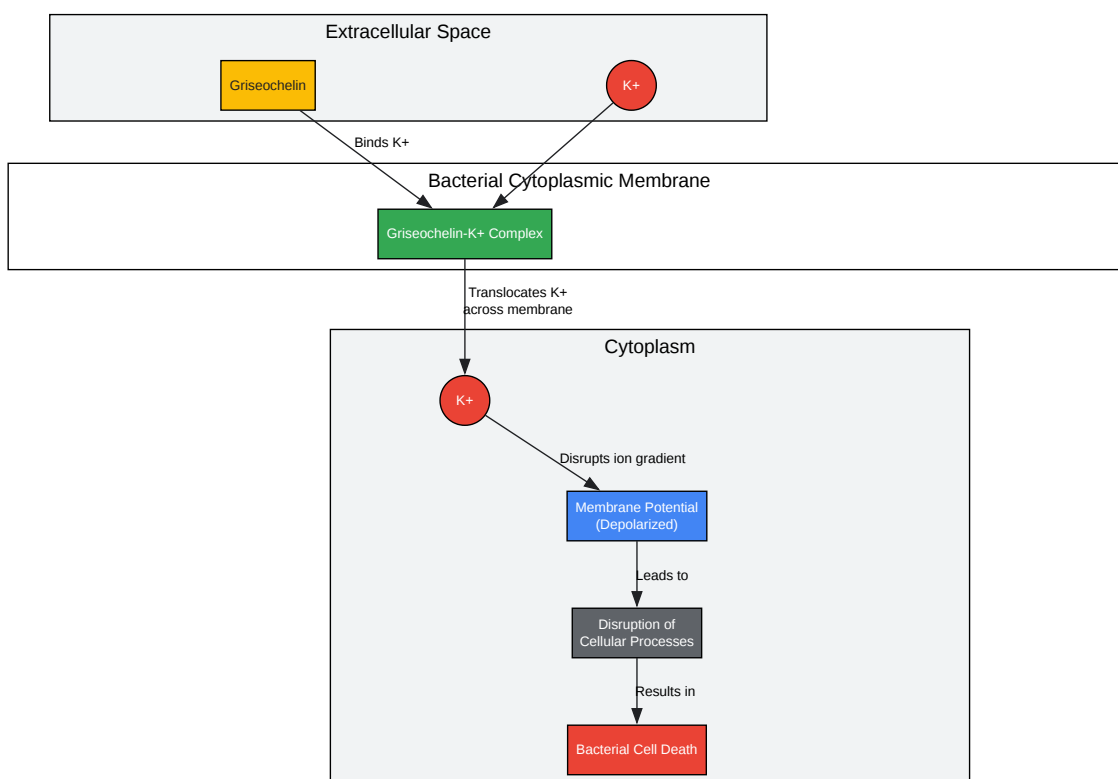 Extracellular Space
Griseochelin
K+
Binds K+
Bacterial Cytoplasmic Membrane
Griseochelin-K+ Complex
Translocates K+
across membrane
Cytoplasm
K+
Disrupts ion gradient
Membrane Potential
(Depolarized)
Leads to
Disruption of
Cellular Processes
Results in
Bacterial Cell Death